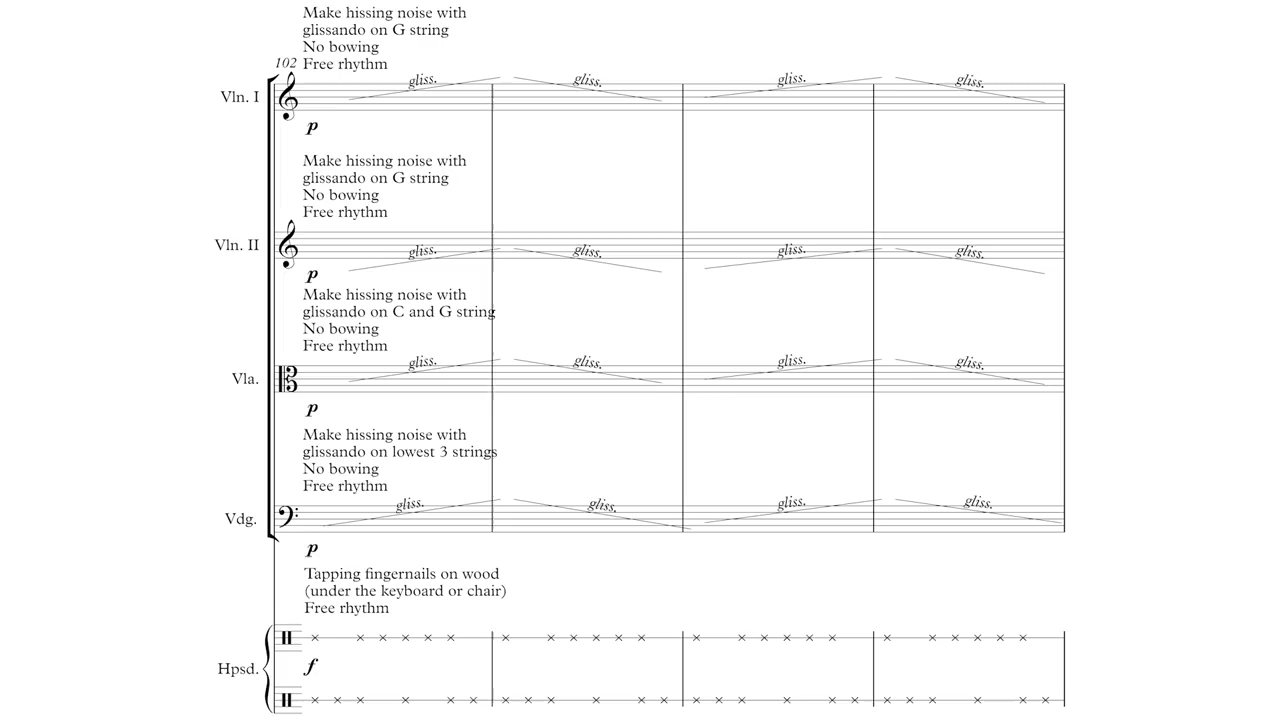 Make hissing noise with
glissando on G string
No bowing
Free rhythm
102
Vln. I
gliss. gliss. gliss. gliss.
p
Make hissing noise with
glissando on G string
No bowing
Free rhythm
Vln. II
gliss. gliss. gliss. gliss.
p
Make hissing noise with
glissando on C and G string
No bowing
Free rhythm
Vla.
gliss. gliss. gliss. gliss.
p
Make hissing noise with
glissando on lowest 3 strings
No bowing
Free rhythm
Vdg.
gliss. gliss. gliss. gliss.
p
Tapping fingernails on wood
(under the keyboard or chair)
Free rhythm
Hpsd.
f